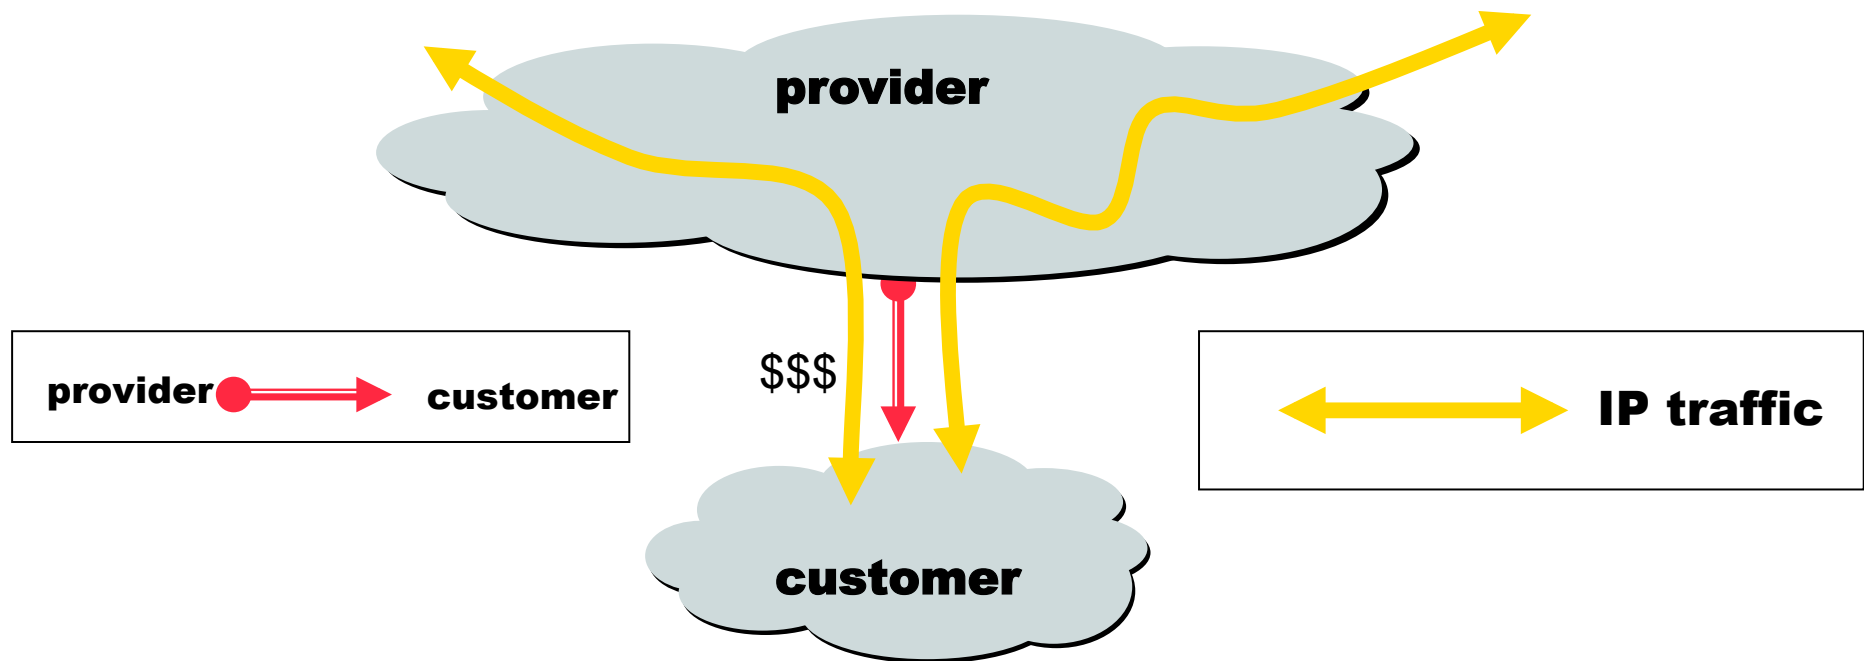 provider
$$$
provider
customer
IP traffic
customer